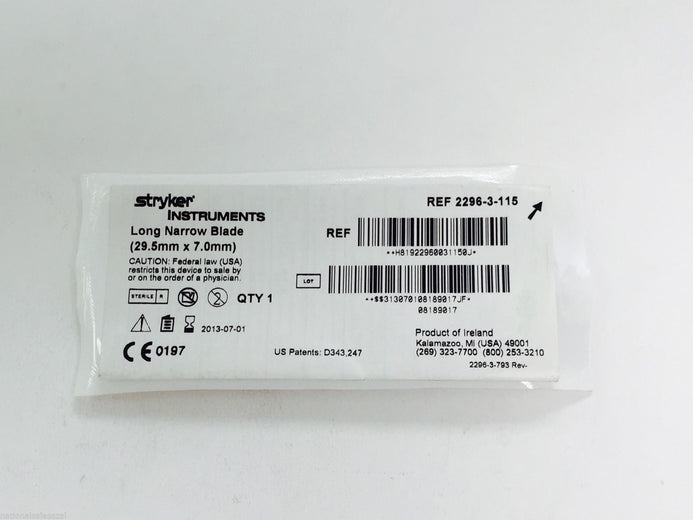 stryker
INSTRUMENTS
Long Narrow Blade
(29.5mm x 7.0mm)
CAUTION: Federal law (USA)
restricts this device to sale by
or on the order of a physician.
STERILE R
2
QTY 1
2013-07-01
CE 0197
US Patents: D343,247
REF 2296-3-115
REF
**H81922960031150J*
LOT
**$$313070108189017JF*
08189017
Product of Ireland
Kalamazoo, MI (USA) 49001
(269) 323-7700 (800) 253-3210
2296-3-793 Rev-